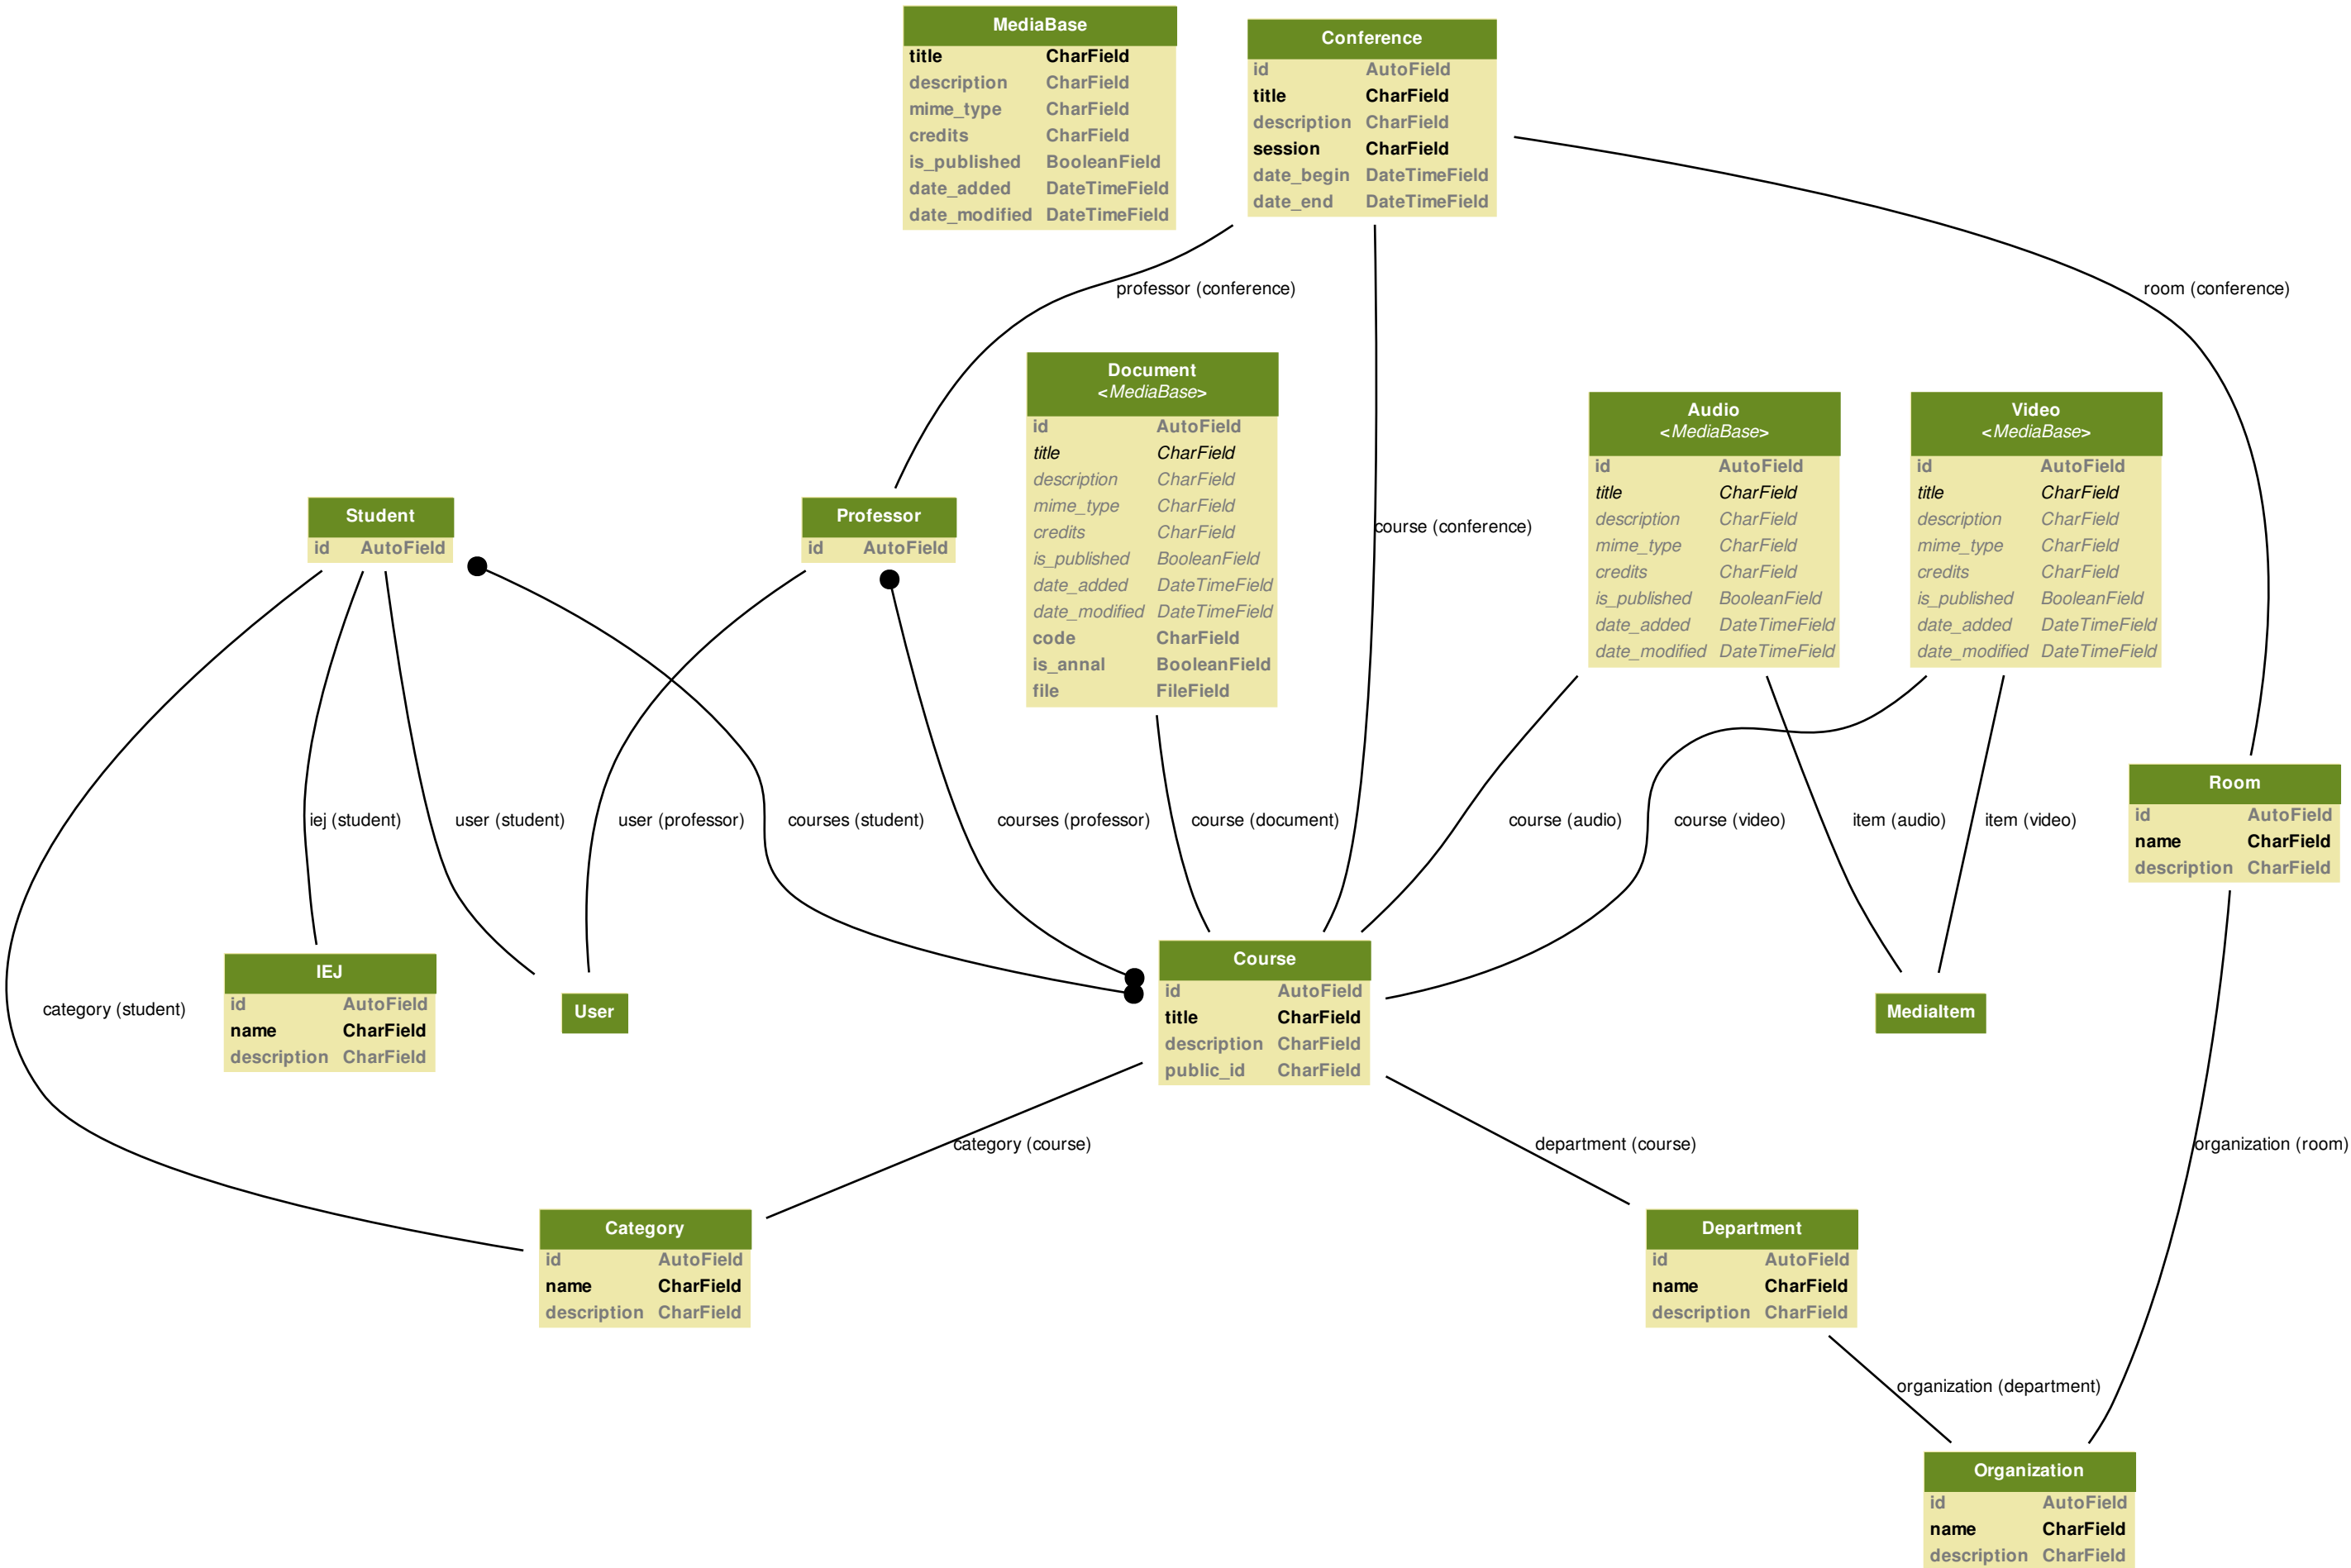 MediaBase
title CharField
description CharField
mime_type CharField
credits CharField
is_published BooleanField
date_added DateTimeField
date_modified DateTimeField
Conference
id AutoField
title CharField
description CharField
session CharField
date_begin DateTimeField
date_end DateTimeField
professor (conference)
room (conference)
Document
<MediaBase>
id AutoField
title CharField
description CharField
mime_type CharField
credits CharField
is_published BooleanField
date_added DateTimeField
date_modified DateTimeField
code CharField
is_annal BooleanField
file FileField
Audio
<MediaBase>
id AutoField
title CharField
description CharField
mime_type CharField
credits CharField
is_published BooleanField
date_added DateTimeField
date_modified DateTimeField
Video
<MediaBase>
id AutoField
title CharField
description CharField
mime_type CharField
credits CharField
is_published BooleanField
date_added DateTimeField
date_modified DateTimeField
Student
id AutoField
Professor
id AutoField
course (conference)
Room
id AutoField
name CharField
description CharField
iej (student)
user (student)
user (professor)
courses (student)
courses (professor)
course (document)
course (audio)
course (video)
item (audio)
item (video)
category (student)
IEJ
id AutoField
name CharField
description CharField
User
Course
id AutoField
title CharField
description CharField
public_id CharField
MediaItem
category (course)
department (course)
organization (room)
Category
id AutoField
name CharField
description CharField
Department
id AutoField
name CharField
description CharField
organization (department)
Organization
id AutoField
name CharField
description CharField